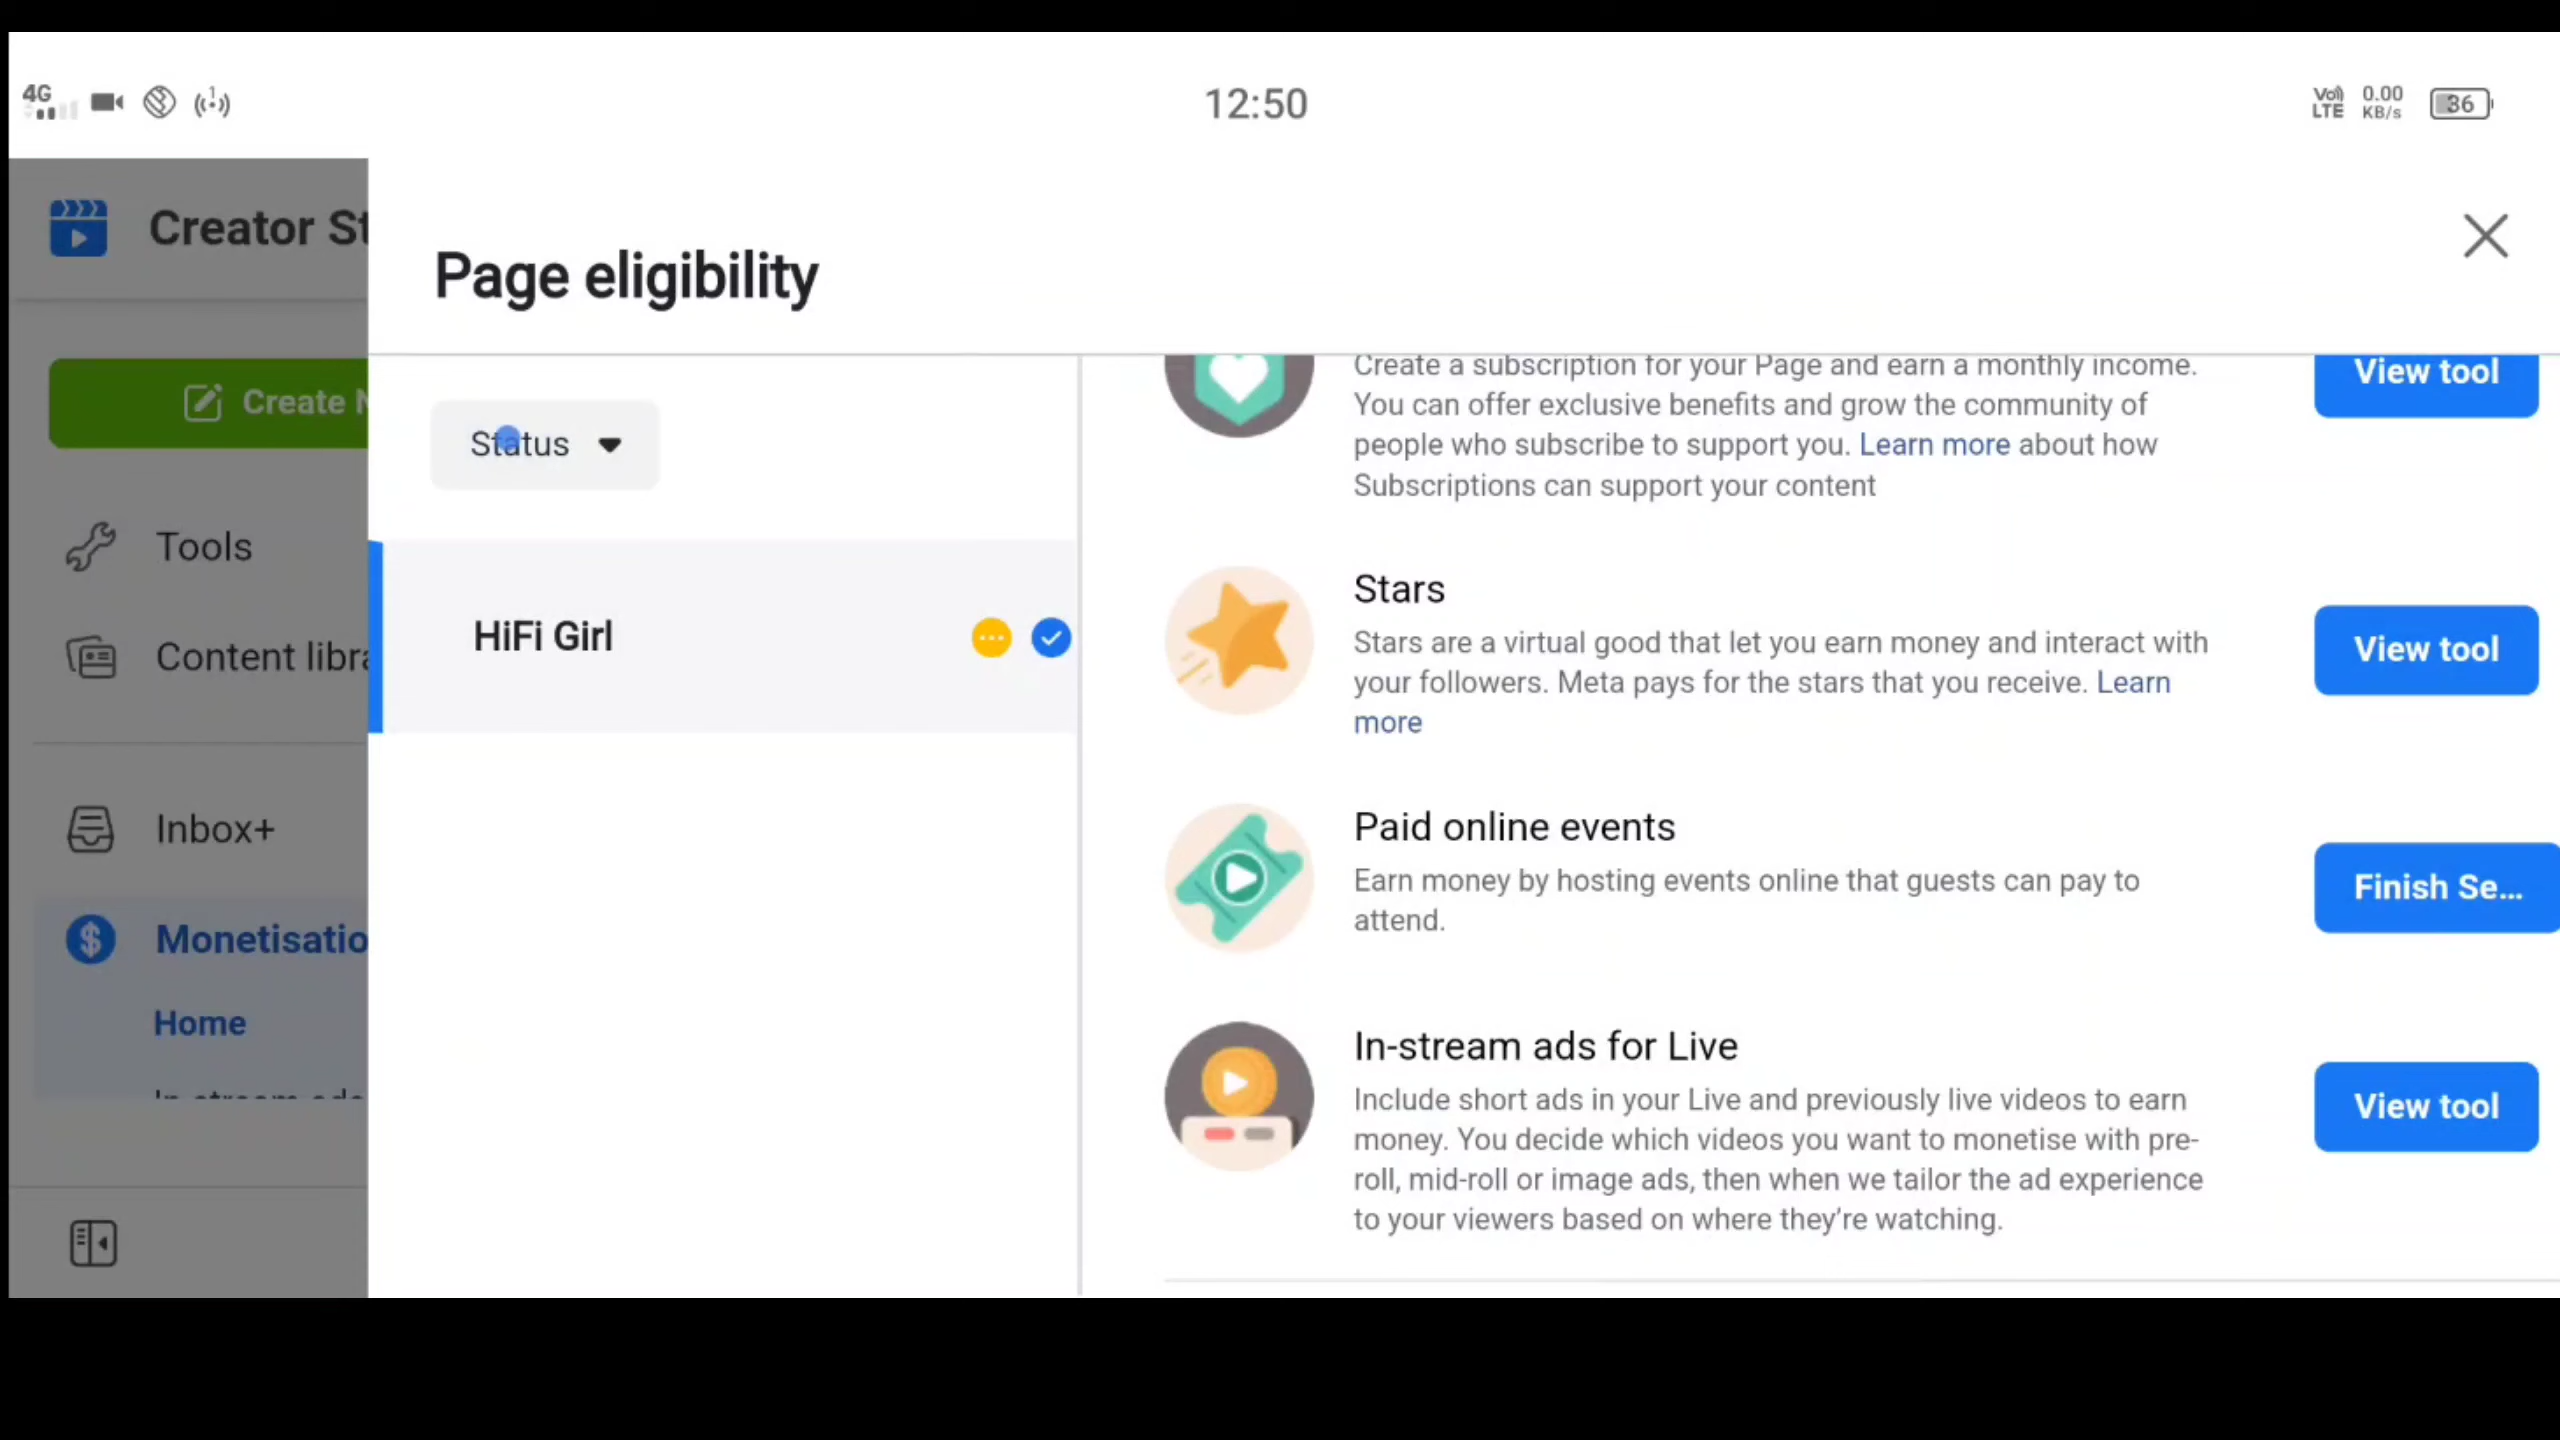 4G
12:50
Vo)) LTE
0.00 KB/s
36
Creator St
Page eligibility
Create N
Tools
Content libra
Inbox+
Monetisatio
Home
In-stream ads
Status
HiFi Girl
Create a subscription for your Page and earn a monthly income.
You can offer exclusive benefits and grow the community of
people who subscribe to support you. Learn more about how
Subscriptions can support your content
View tool
Stars
Stars are a virtual good that let you earn money and interact with
your followers. Meta pays for the stars that you receive. Learn
more
View tool
Paid online events
Earn money by hosting events online that guests can pay to
attend.
Finish Se...
In-stream ads for Live
Include short ads in your Live and previously live videos to earn
money. You decide which videos you want to monetise with pre-
roll, mid-roll or image ads, then when we tailor the ad experience
to your viewers based on where they're watching.
View tool